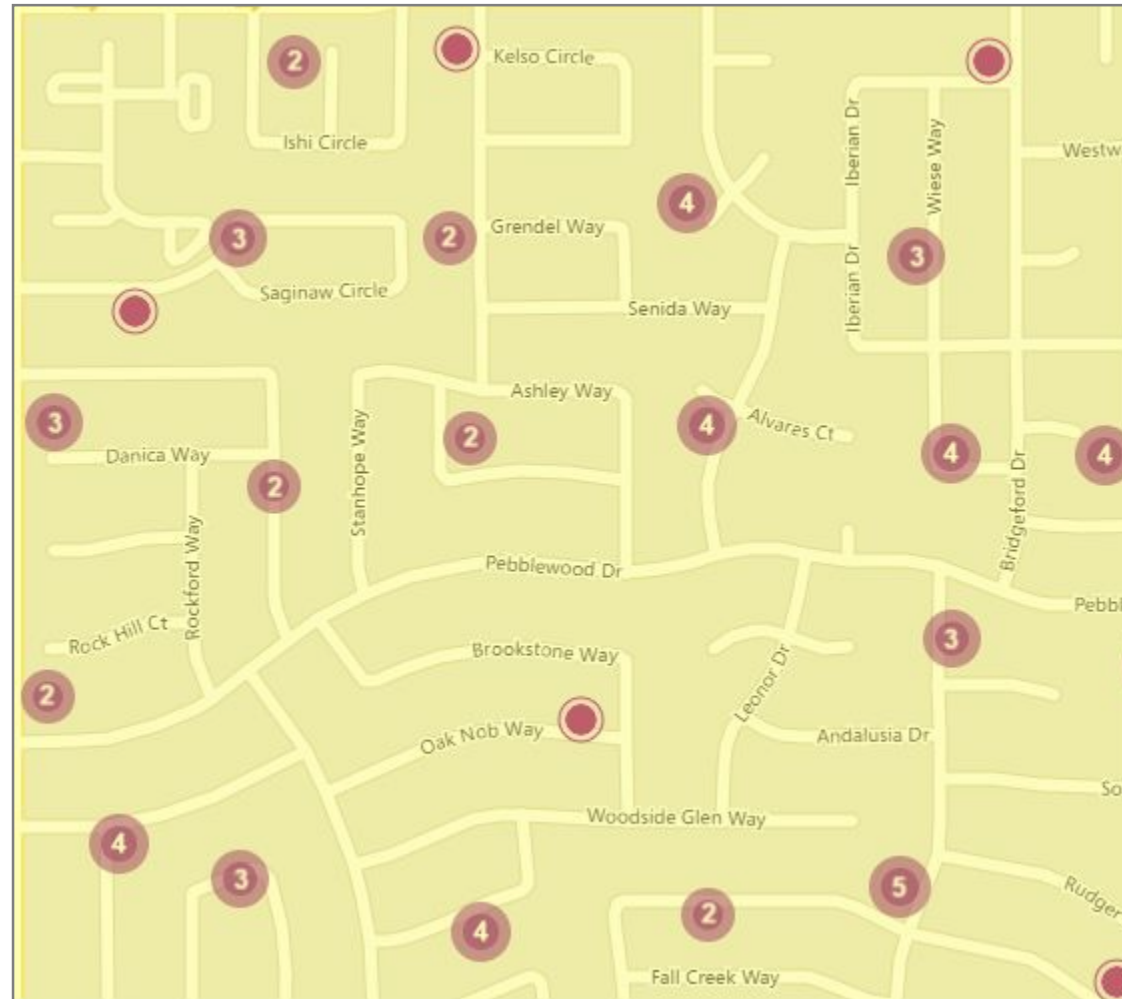 2
Kelso Circle
Ishi Circle
Iberian Dr
Wiese Way
Westw
4
3
2
Grendel Way
3
Iberian Dr
Saginaw Circle
Senida Way
Ashley Way
3
2
4
Alvares Ct
Stanhope Way
Danica Way
4
4
2
Bridgeford Dr
Rockford Way
Pebblewood Dr
Pebbl
Rock Hill Ct
3
Brookstone Way
Leonor Dr
2
Oak Nob Way
Andalusia Dr
So
Woodside Glen Way
4
3
5
Rudger
2
4
Fall Creek Way